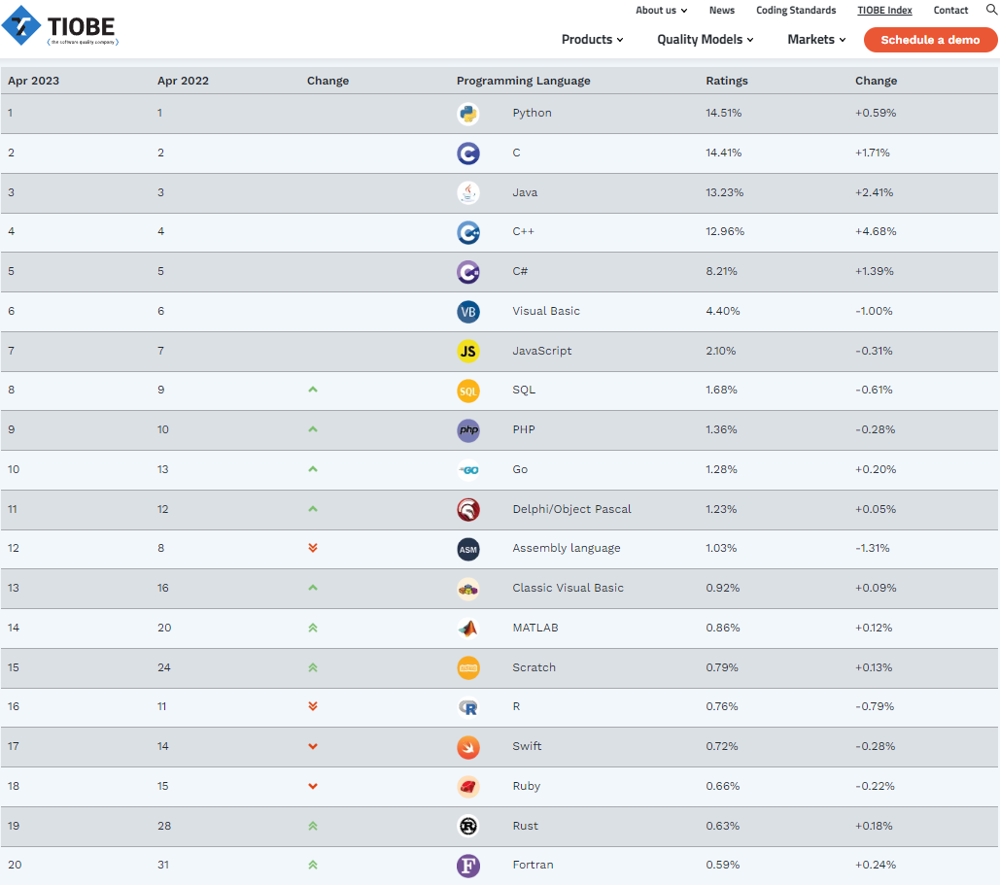 About us News Coding Standards TIOBE Index Contact
TIOBE
(the software quality company)
Products Quality Models Markets Schedule a demo
Apr 2023 Apr 2022 Change Programming Language Ratings Change
1 1 Python 14.51% +0.59%
2 2 C C 14.41% +1.71%
3 3 Java 13.23% +2.41%
4 4 C++ C++ 12.96% +4.68%
5 5 C C# 8.21% +1.39%
6 6 VB Visual Basic 4.40% -1.00%
7 7 JS JavaScript 2.10% -0.31%
8 9 SQL SQL 1.68% -0.61%
9 10 php PHP 1.36% -0.28%
10 13 GO Go 1.28% +0.20%
11 12 Delphi/Object Pascal 1.23% +0.05%
12 8 ASM Assembly language 1.03% -1.31%
13 16 Classic Visual Basic 0.92% +0.09%
14 20 MATLAB 0.86% +0.12%
15 24 Scratch 0.79% +0.13%
16 11 R R 0.76% -0.79%
17 14 Swift 0.72% -0.28%
18 15 Ruby 0.66% -0.22%
19 28 R Rust 0.63% +0.18%
20 31 F Fortran 0.59% +0.24%